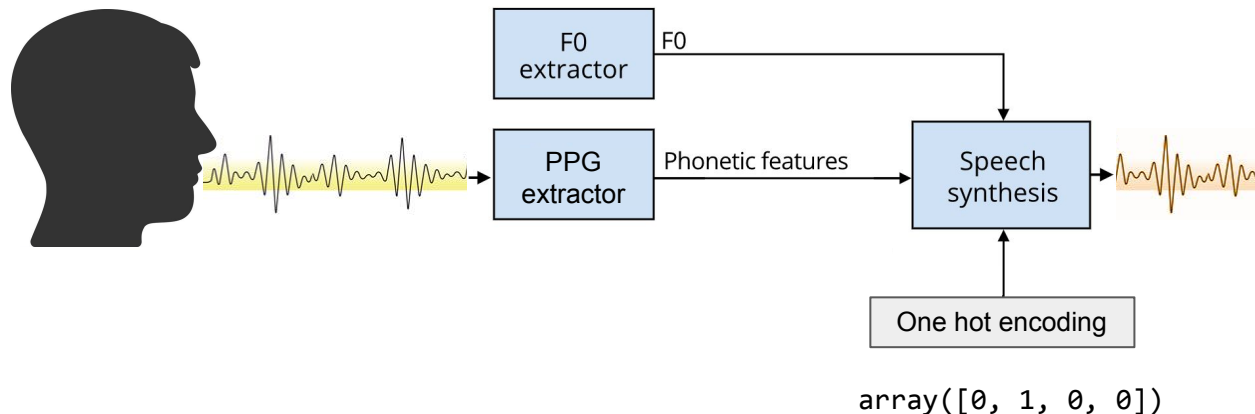 F0
extractor
F0
PPG
extractor
Phonetic features
Speech
synthesis
One hot encoding
array([0, 1, 0, 0])